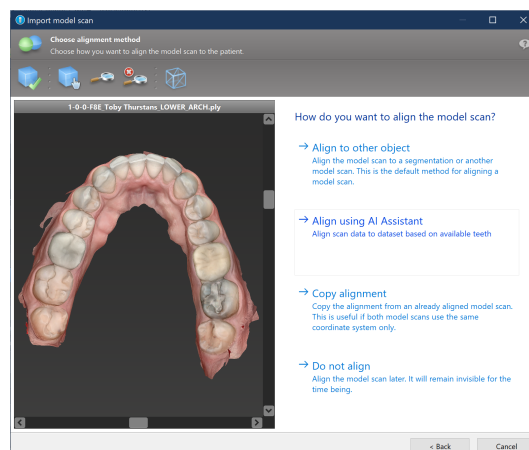 Import model scan
Choose alignment method
Choose how you want to align the model scan to the patient.
1-0-0-F8E_Toby Thurstans_LOWER_ARCH.ply
How do you want to align the model scan?
Align to other object
Align the model scan to a segmentation or another
model scan. This is the default method for aligning a
model scan.
Align using AI Assistant
Align scan data to dataset based on available teeth
Copy alignment
Copy the alignment from an already aligned model scan.
This is useful if both model scans use the same
coordinate system only.
Do not align
Align the model scan later. It will remain invisible for the
time being.
< Back
Cancel